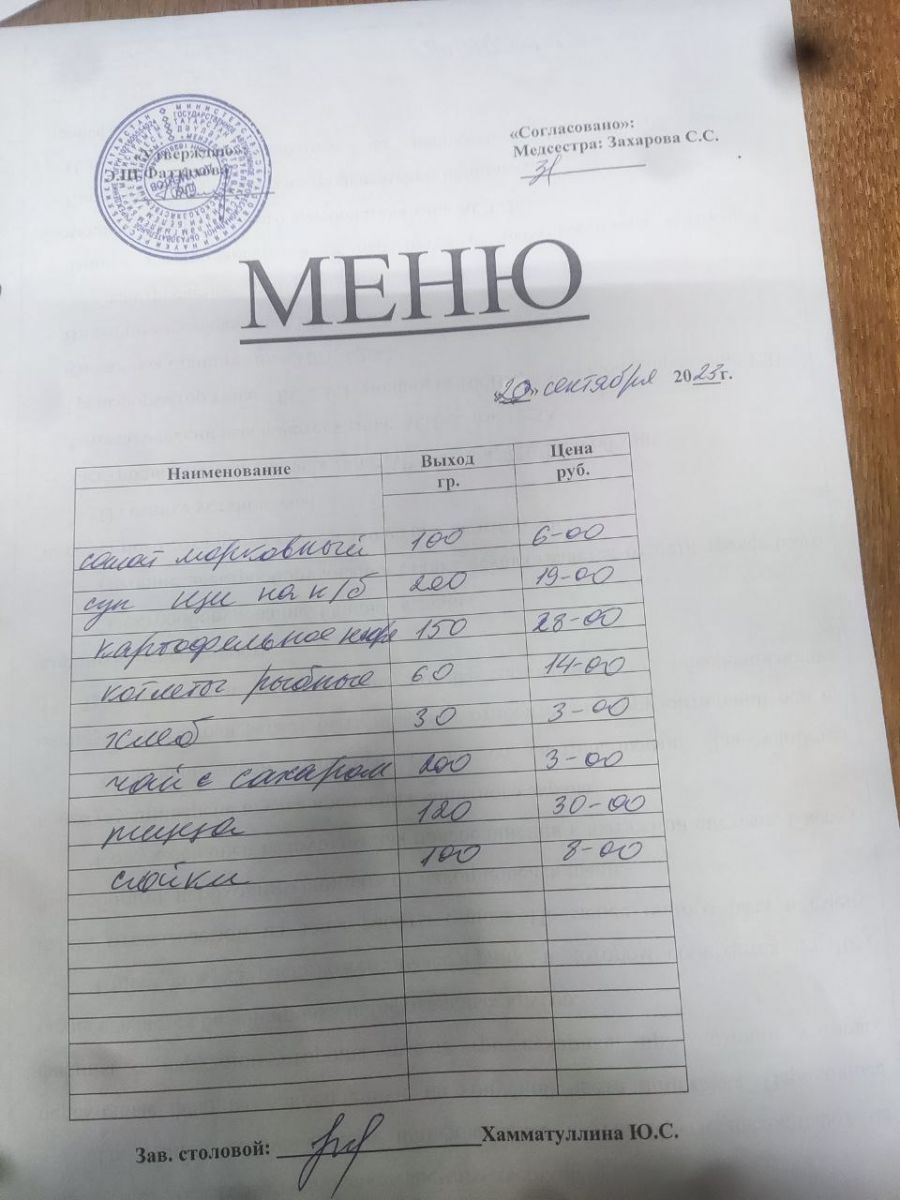 «Утверждаю»
Г.Ш. Фаттахова
«Согласовано»:
Медсестра: Захарова С.С.
МЕНЮ
«20» сентября 2023г.
Наименование Выход гр. Цена руб.
салат морковный 100 6-00
суп щи на к/б 200 19-00
картофельное пюре 150 28-00
котлеты рыбные 60 14-00
хлеб 30 3-00
чай с сахаром 200 3-00
пицца 120 30-00
слойки 100 8-00
Зав. столовой: Хамматуллина Ю.С.